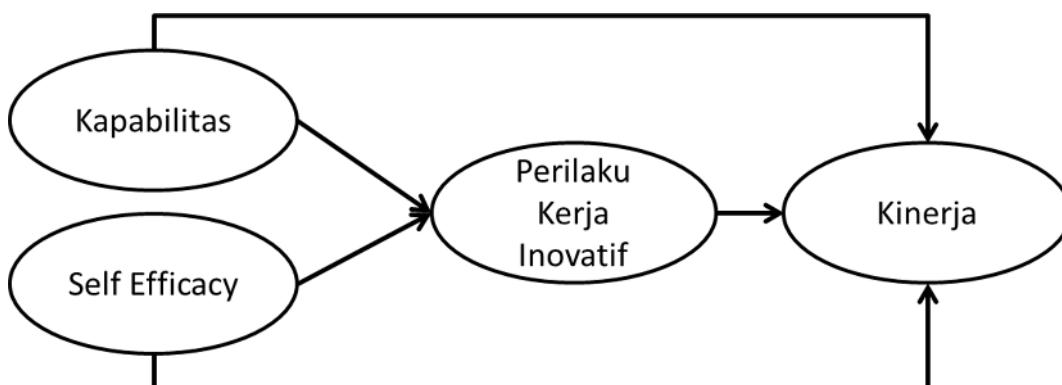 Kapabilitas
Self Efficacy
Perilaku
Kerja
Inovatif
Kinerja